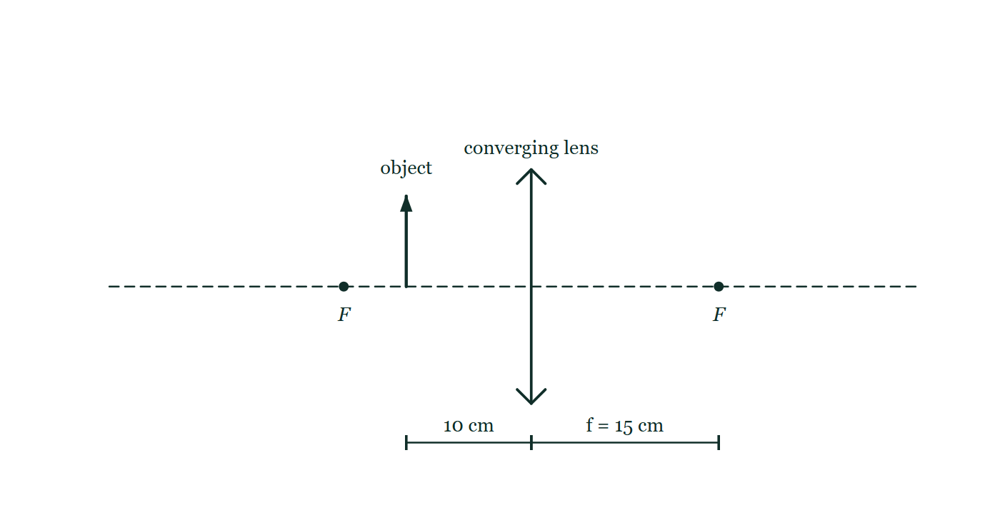 converging lens
object
F
F
10 cm
f = 15 cm